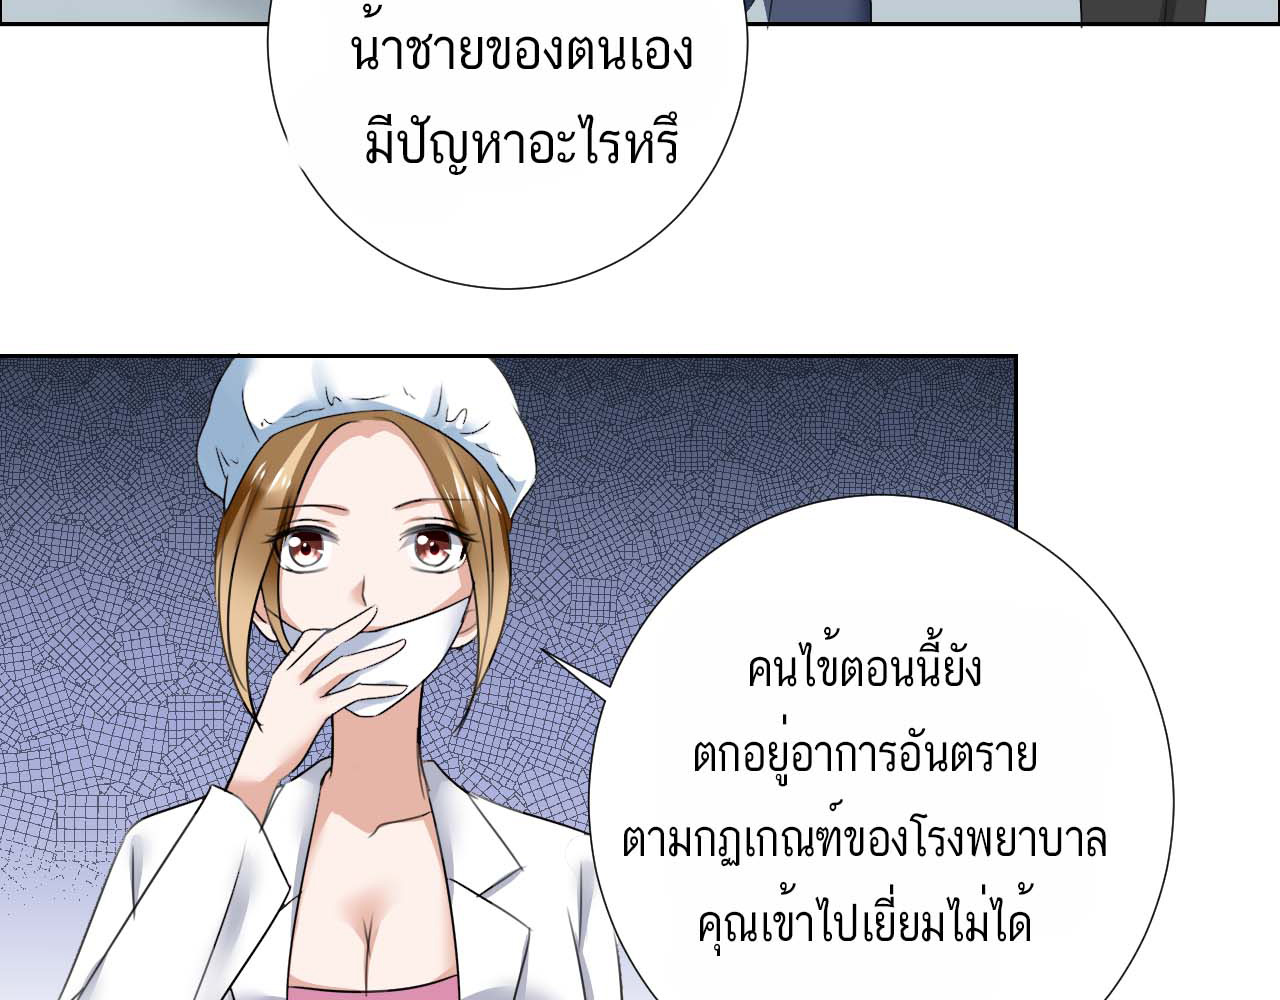 น้าชายของตนเอง
มีปัญหาอะไรหรึ
คนไข้ตอนนี้ยัง
ตกอยู่อาการอันตราย
ตามกฏเกณฑ์ของโรงพยาบาล
คุณเข้าไปเยี่ยมไม่ได้